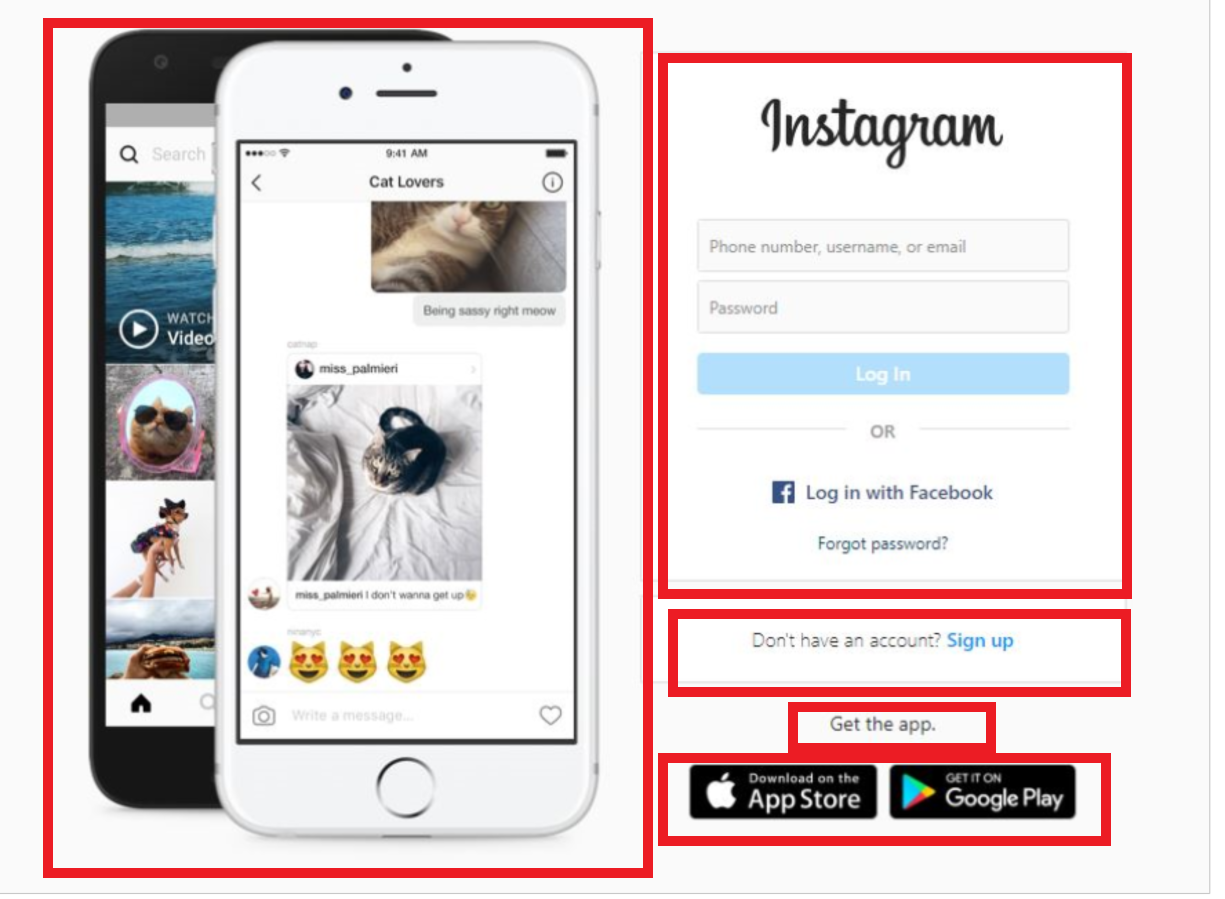 Search
WATCH
Video
9:41 AM
Cat Lovers
Being sassy right meow
catnap
miss_palmieri
miss_palmieri I don't wanna get up
ninanyc
Write a message...
Instagram
Phone number, username, or email
Password
Log In
OR
Log in with Facebook
Forgot password?
Don't have an account? Sign up
Get the app.
Download on the
App Store
GET IT ON
Google Play